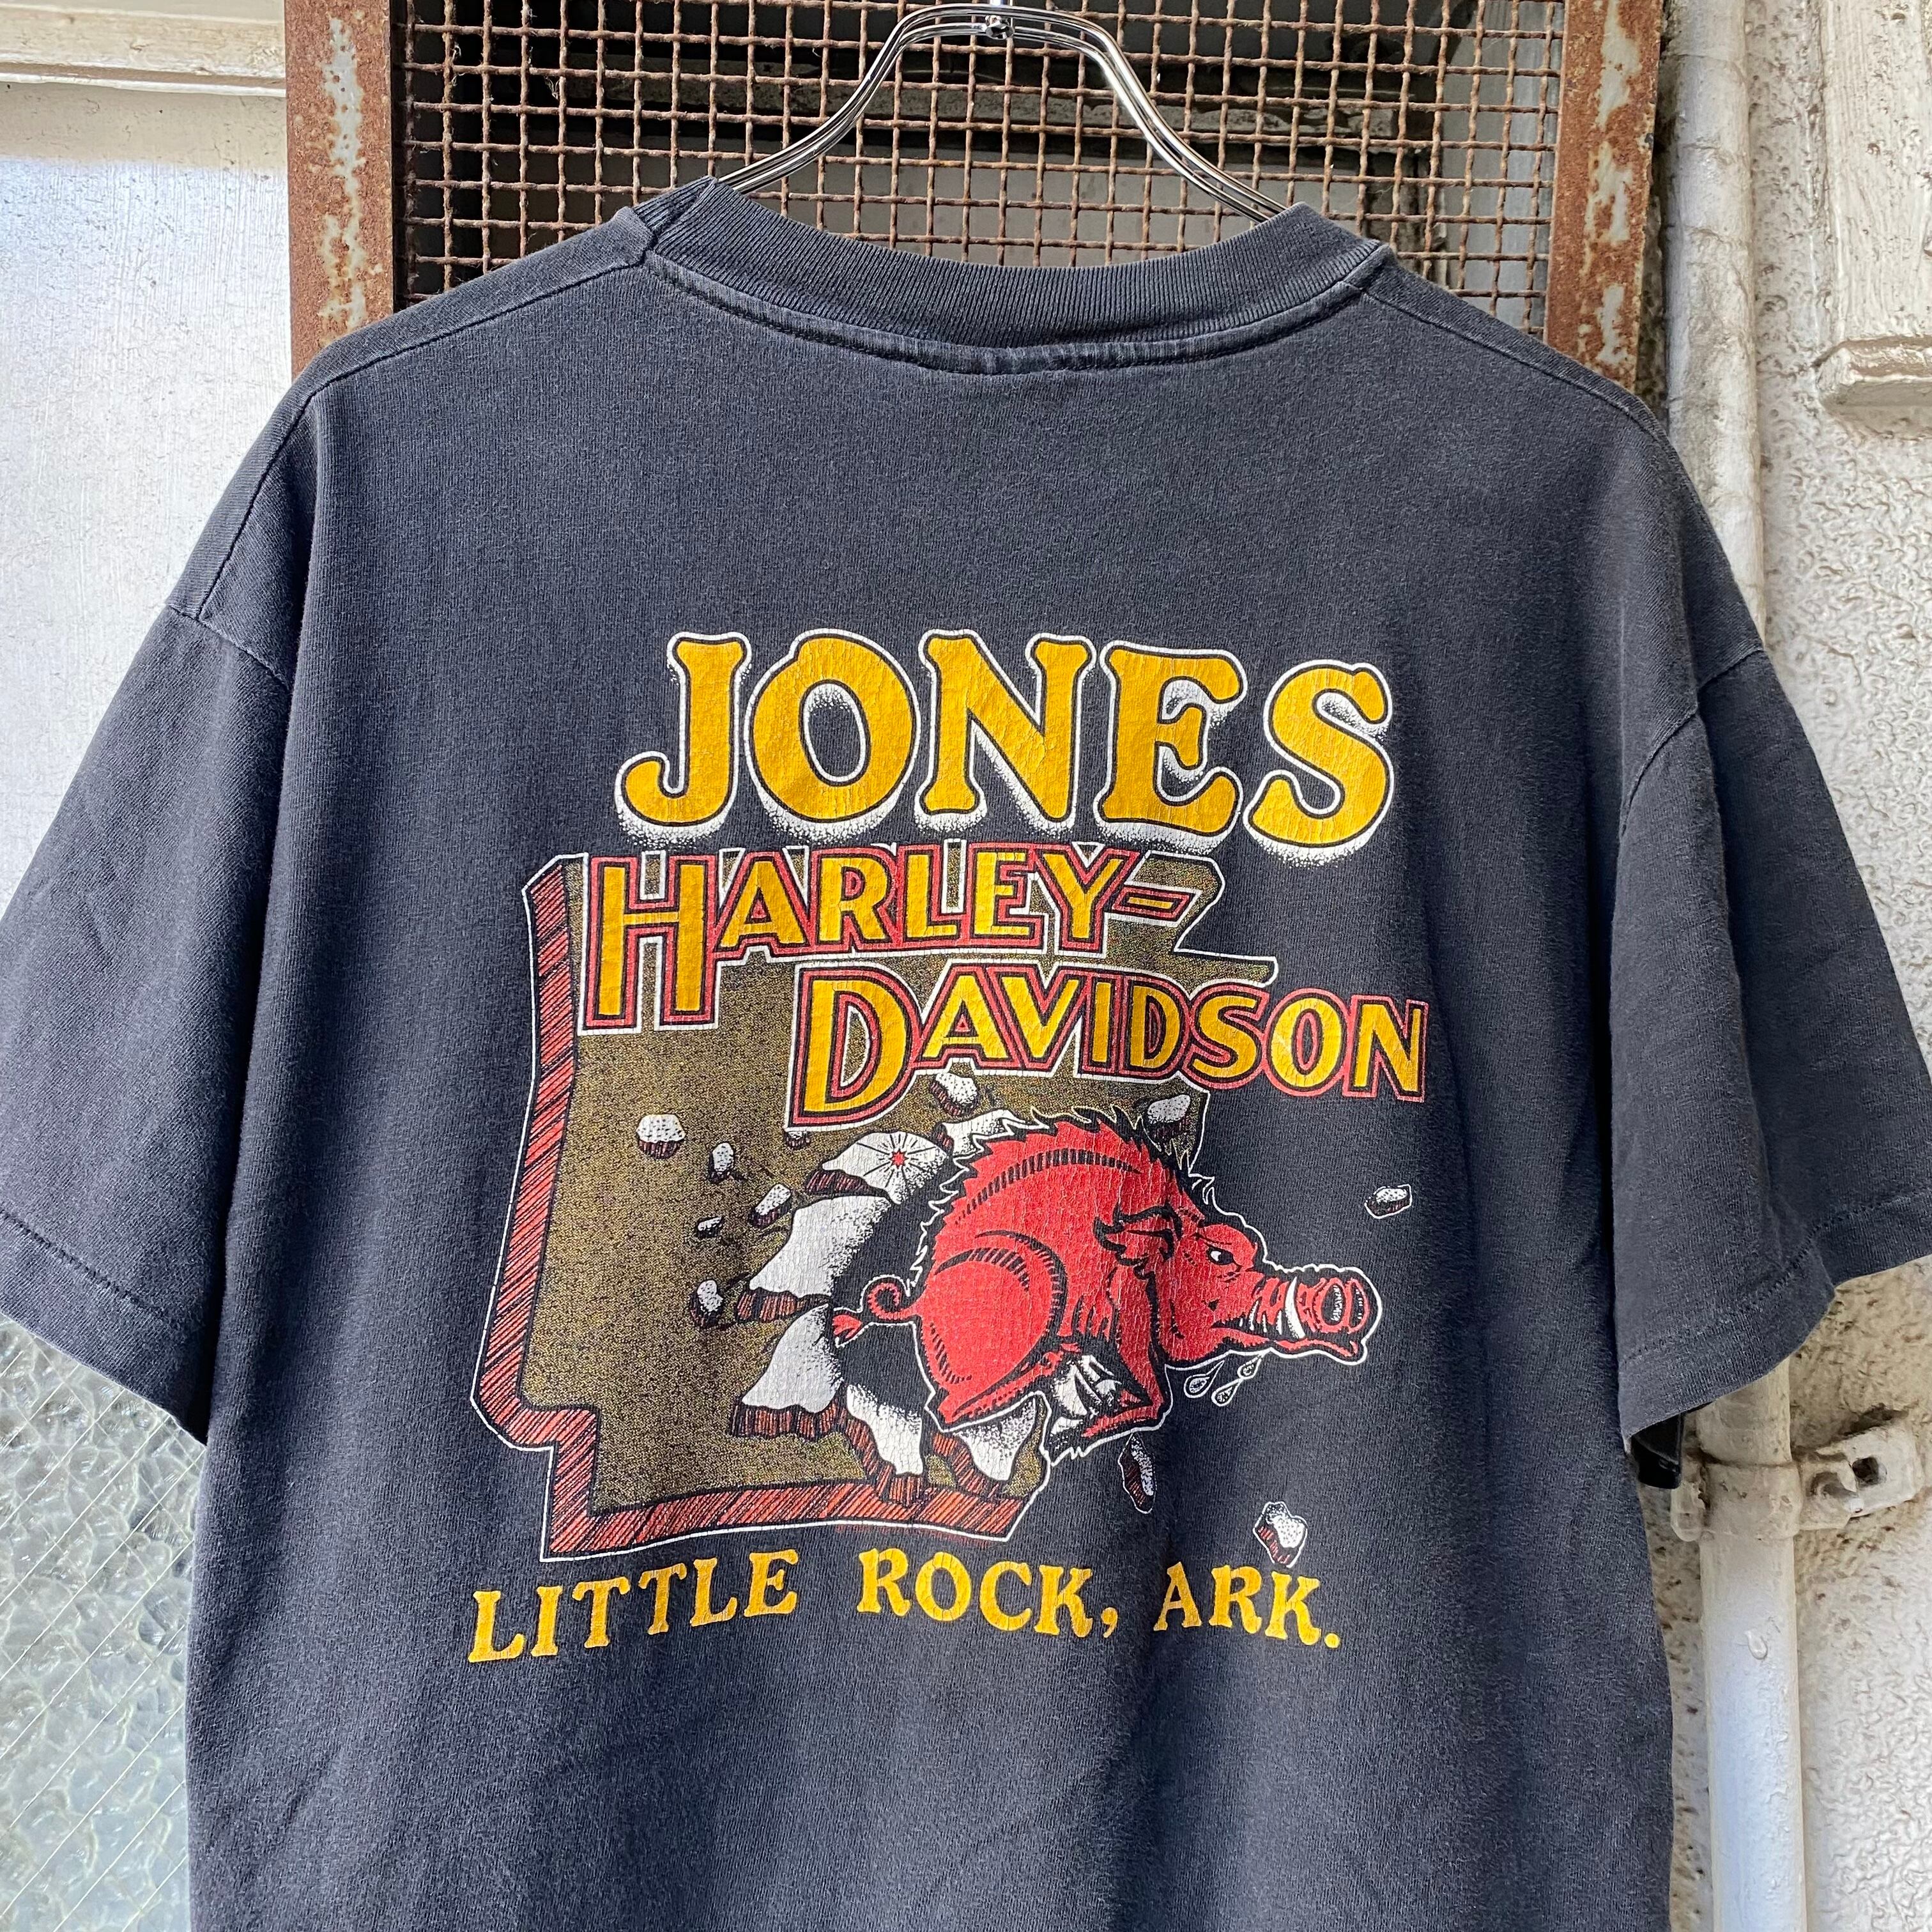 JONES
HARLEY-
DAVIDSON
LITTLE ROCK, ARK.